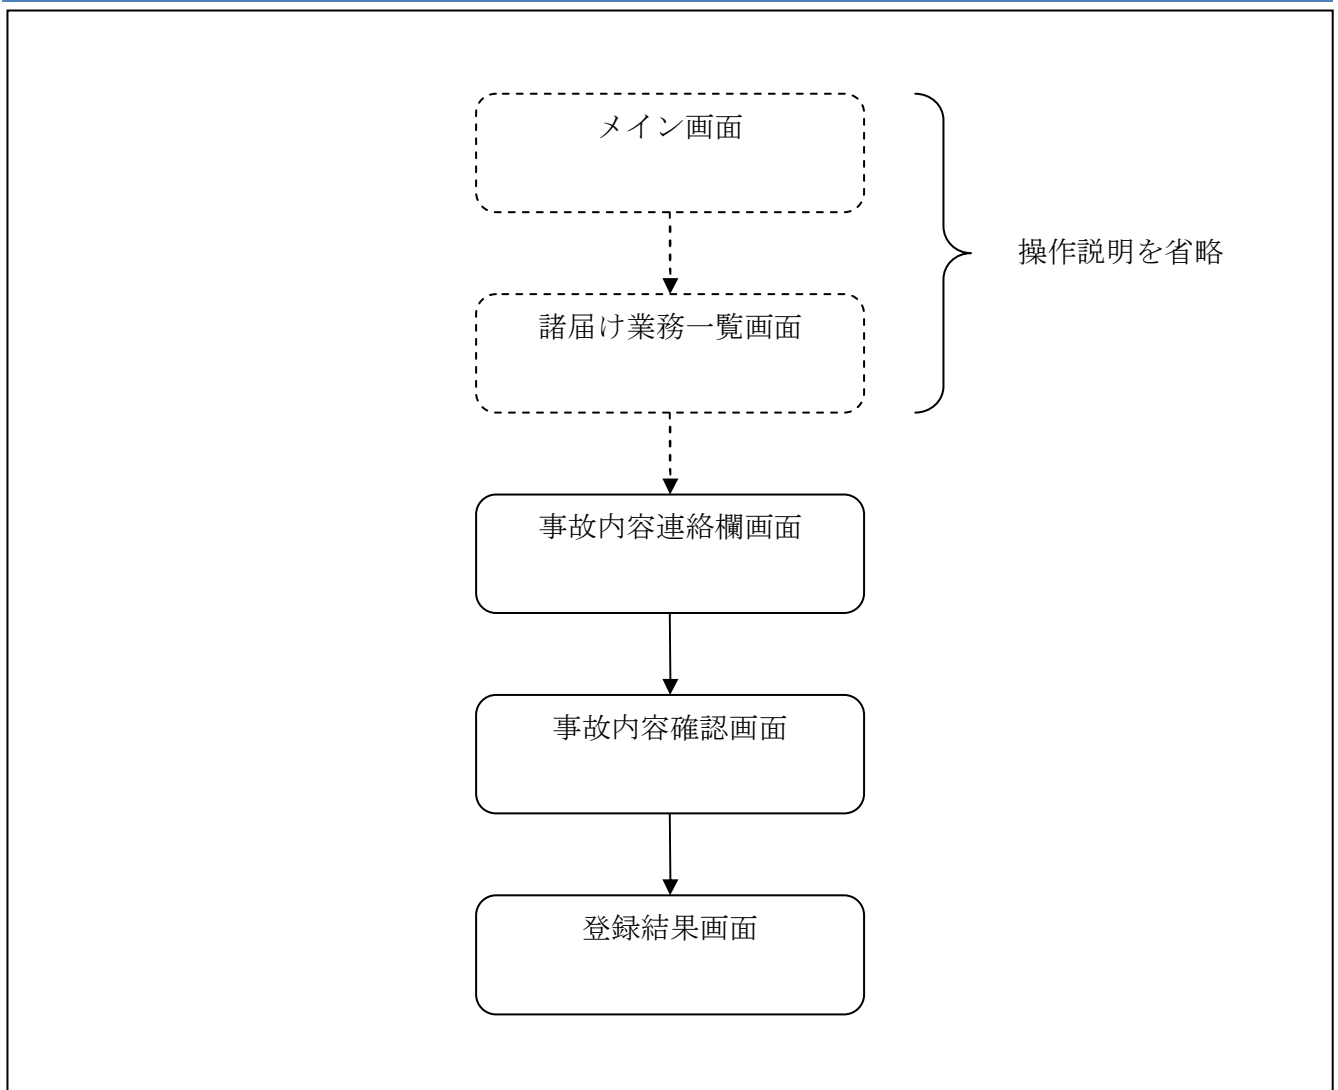 メイン画面
操作説明を省略
諸届け業務一覧画面
事故内容連絡欄画面
事故内容確認画面
登録結果画面